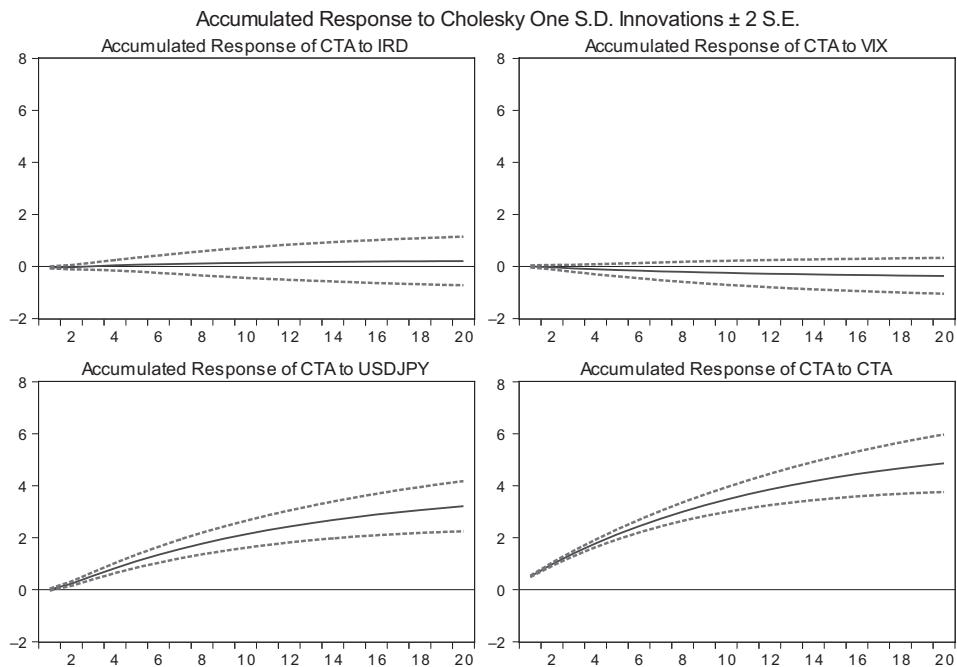 Accumulated Response to Cholesky One S.D. Innovations ± 2 S.E.
Accumulated Response of CTA to IRD
8
6
4
2
0
–2
2 4 6 8 10 12 14 16 18 20
Accumulated Response of CTA to VIX
8
6
4
2
0
–2
2 4 6 8 10 12 14 16 18 20
Accumulated Response of CTA to USDJPY
8
6
4
2
0
–2
2 4 6 8 10 12 14 16 18 20
Accumulated Response of CTA to CTA
8
6
4
2
0
–2
2 4 6 8 10 12 14 16 18 20